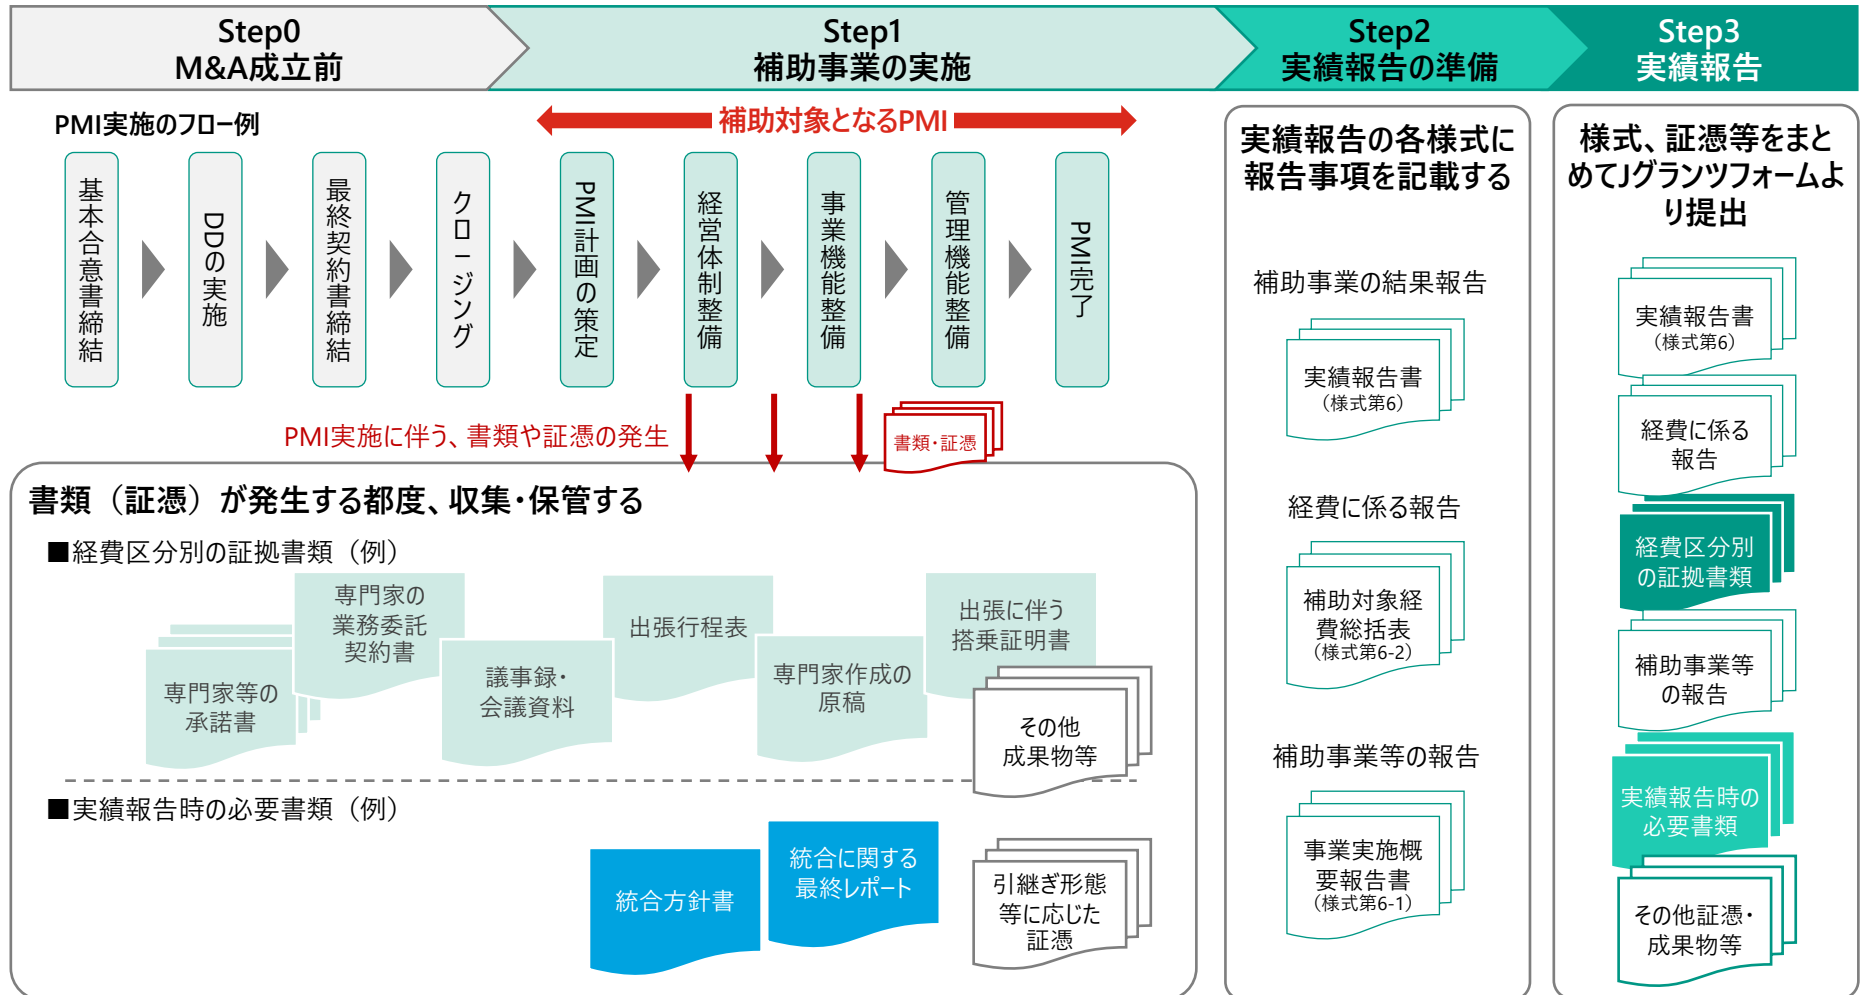 Step0
M&A成立前
Step1
補助事業の実施
Step2
実績報告の準備
Step3
実績報告
PMI実施のフロー例
補助対象となるPMI
基本合意書締結
DDの実施
最終契約書締結
クロージング
PMI計画の策定
経営体制整備
事業機能整備
管理機能整備
PMI完了
PMI実施に伴う、書類や証憑の発生
書類・証憑
書類（証憑）が発生する都度、収集・保管する
■経費区分別の証拠書類（例）
専門家等の
承諾書
専門家の
業務委託
契約書
議事録・
会議資料
出張行程表
専門家作成の
原稿
出張に伴う
搭乗証明書
その他
成果物等
■実績報告時の必要書類（例）
統合方針書
統合に関する
最終レポート
引継ぎ形態
等に応じた
証憑
実績報告の各様式に
報告事項を記載する
補助事業の結果報告
実績報告書
（様式第6）
経費に係る報告
補助対象経
費総括表
（様式第6-2）
補助事業等の報告
事業実施概
要報告書
（様式第6-1）
様式、証憑等をまと
めてJグランツフォームよ
り提出
実績報告書
（様式第6）
経費に係る
報告
経費区分別
の証拠書類
補助事業等
の報告
実績報告時の
必要書類
その他証憑・
成果物等